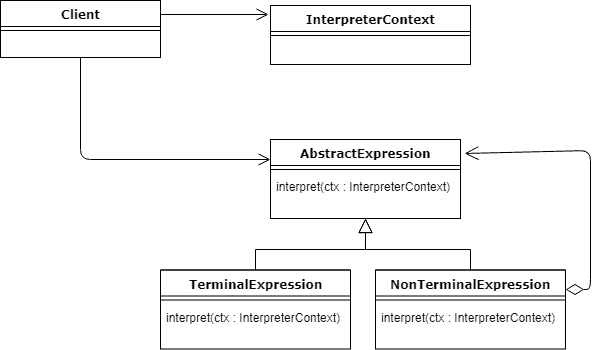 Client
InterpreterContext
AbstractExpression
interpret(ctx : InterpreterContext)
TerminalExpression
interpret(ctx : InterpreterContext)
NonTerminalExpression
interpret(ctx : InterpreterContext)